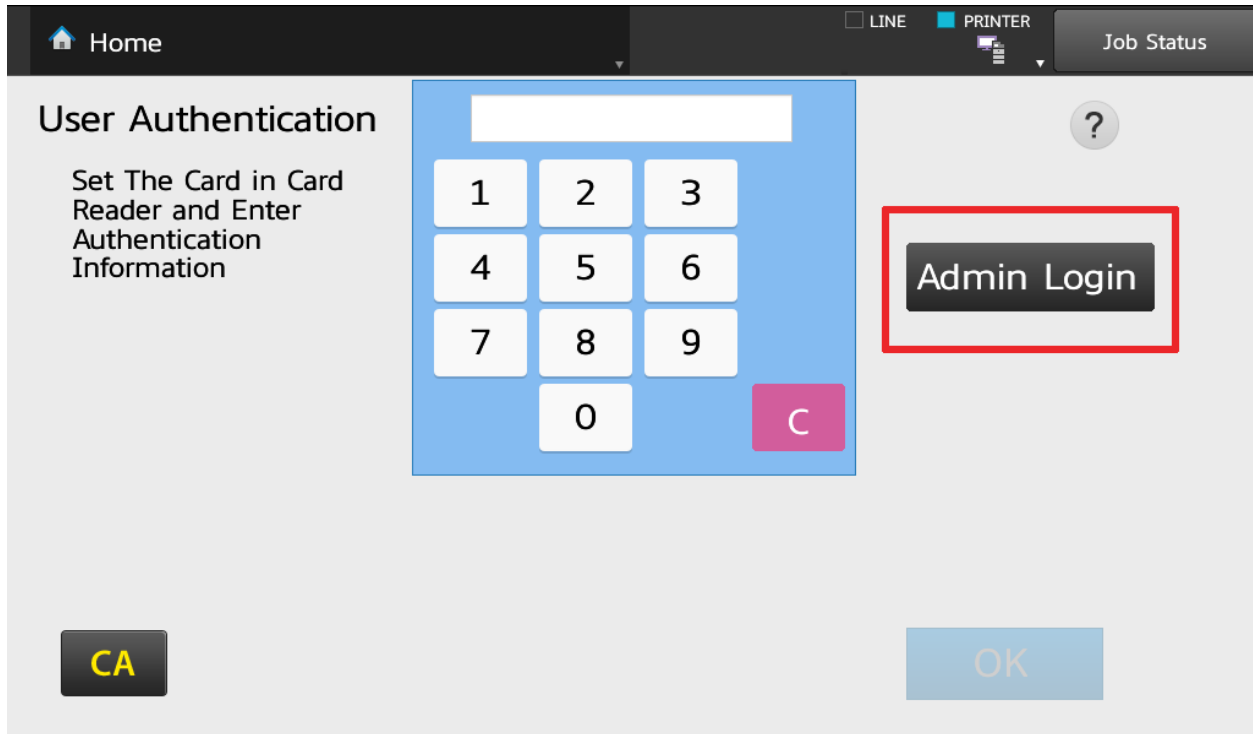 Home
LINE
PRINTER
Job Status
User Authentication
Set The Card in Card
Reader and Enter
Authentication
Information
?
1 2 3
4 5 6
7 8 9
0 C
Admin Login
CA
OK